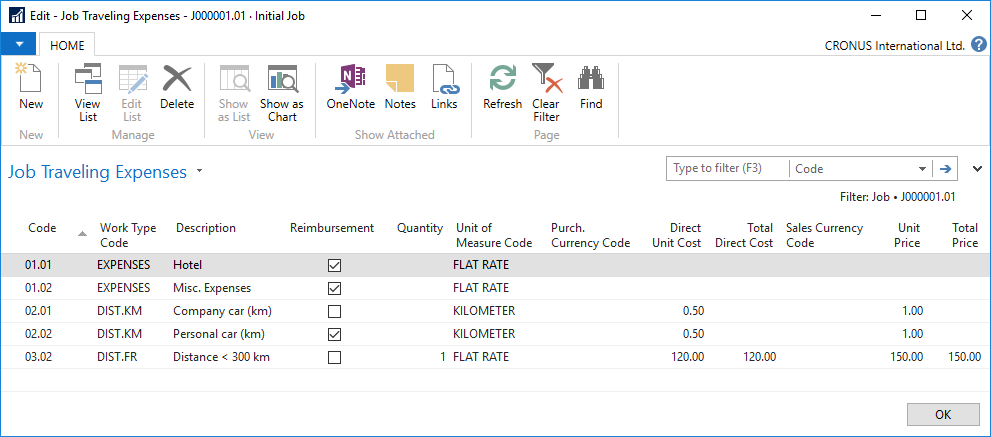 Edit - Job Traveling Expenses - J000001.01 · Initial Job
HOME
CRONUS International Ltd.
?
New
View List
Edit List
Delete
Show as List
Show as Chart
OneNote
Notes
Links
Refresh
Clear Filter
Find
New
Manage
View
Show Attached
Page
Job Traveling Expenses
Type to filter (F3)
Code
Filter: Job • J000001.01
Code Work Type Code Description Reimbursement Quantity Unit of Measure Code Purch. Currency Code Direct Unit Cost Total Direct Cost Sales Currency Code Unit Price Total Price
01.01 EXPENSES Hotel FLAT RATE
01.02 EXPENSES Misc. Expenses FLAT RATE
02.01 DIST.KM Company car (km) KILOMETER 0.50 1.00
02.02 DIST.KM Personal car (km) KILOMETER 0.50 1.00
03.02 DIST.FR Distance < 300 km 1 FLAT RATE 120.00 120.00 150.00 150.00
OK